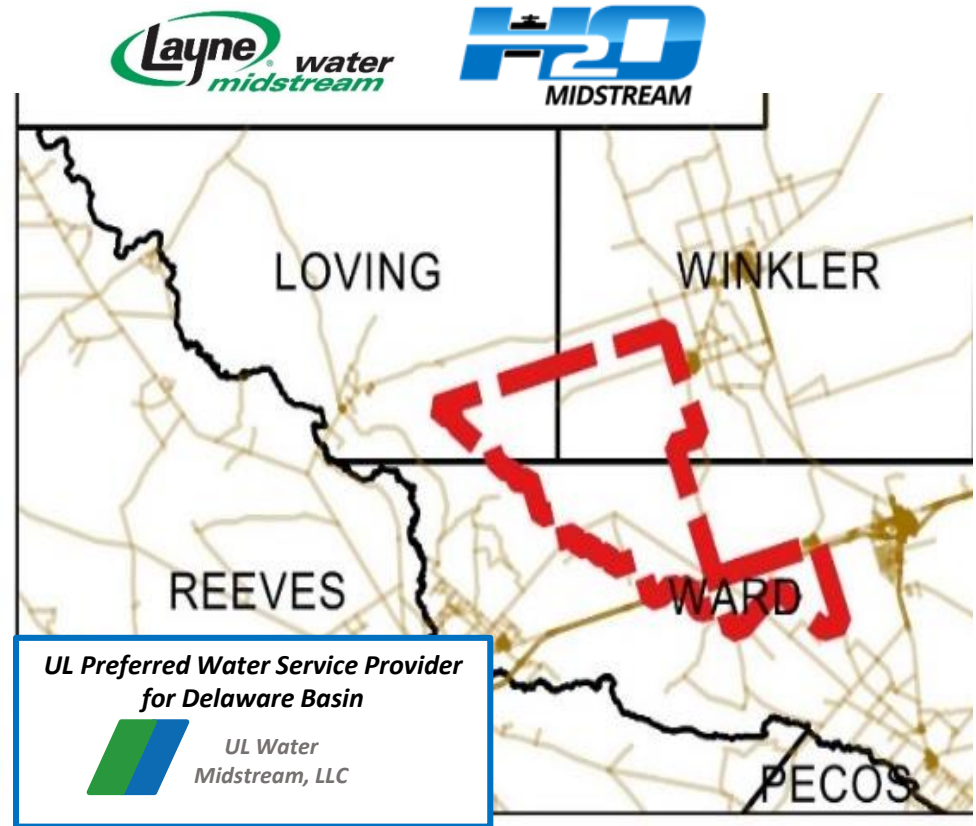 Layne water
midstream
H2O
MIDSTREAM
LOVING
WINKLER
REEVES
WARD
UL Preferred Water Service Provider
for Delaware Basin
UL Water
Midstream, LLC
PECOS